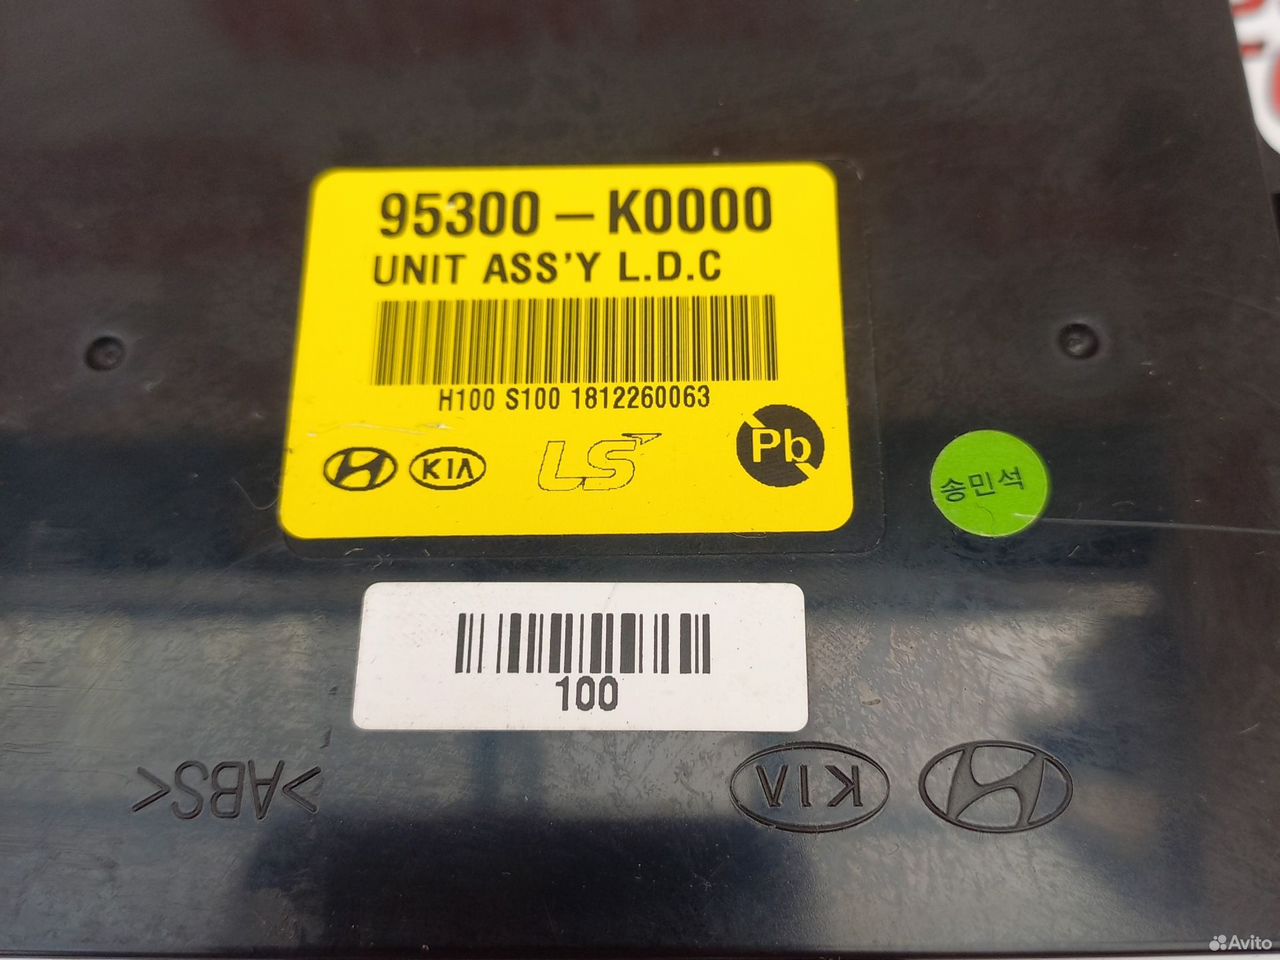 95300-K0000
UNIT ASS'Y L.D.C
H100 S100 1812260063
KIA
LS
Pb
송민석
100
>ABS<
KIA
Avito